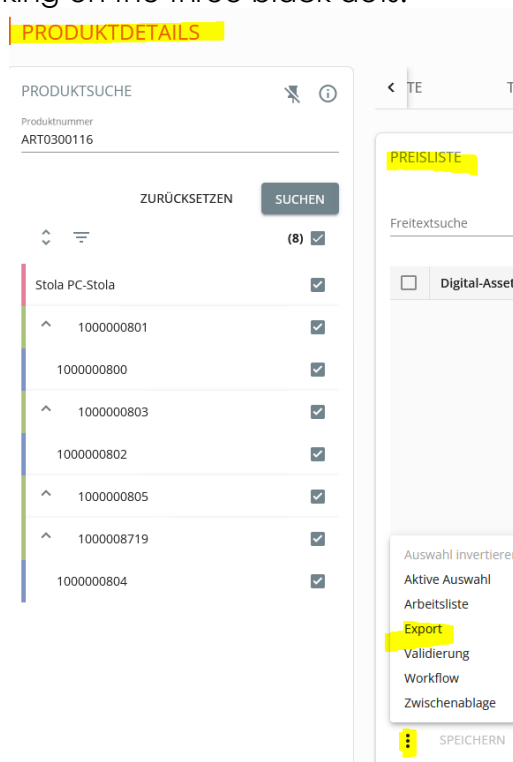 PRODUKTDETAILS
PRODUKTSUCHE
Produktnummer
ART0300116
ZURÜCKSETZEN SUCHEN
(8)
Stola PC-Stola
1000000801
1000000800
1000000803
1000000802
1000000805
1000008719
1000000804
TE
PREISLISTE
Freitextsuche
Digital-Asset
Auswahl invertieren
Aktive Auswahl
Arbeitsliste
Export
Validierung
Workflow
Zwischenablage
SPEICHERN